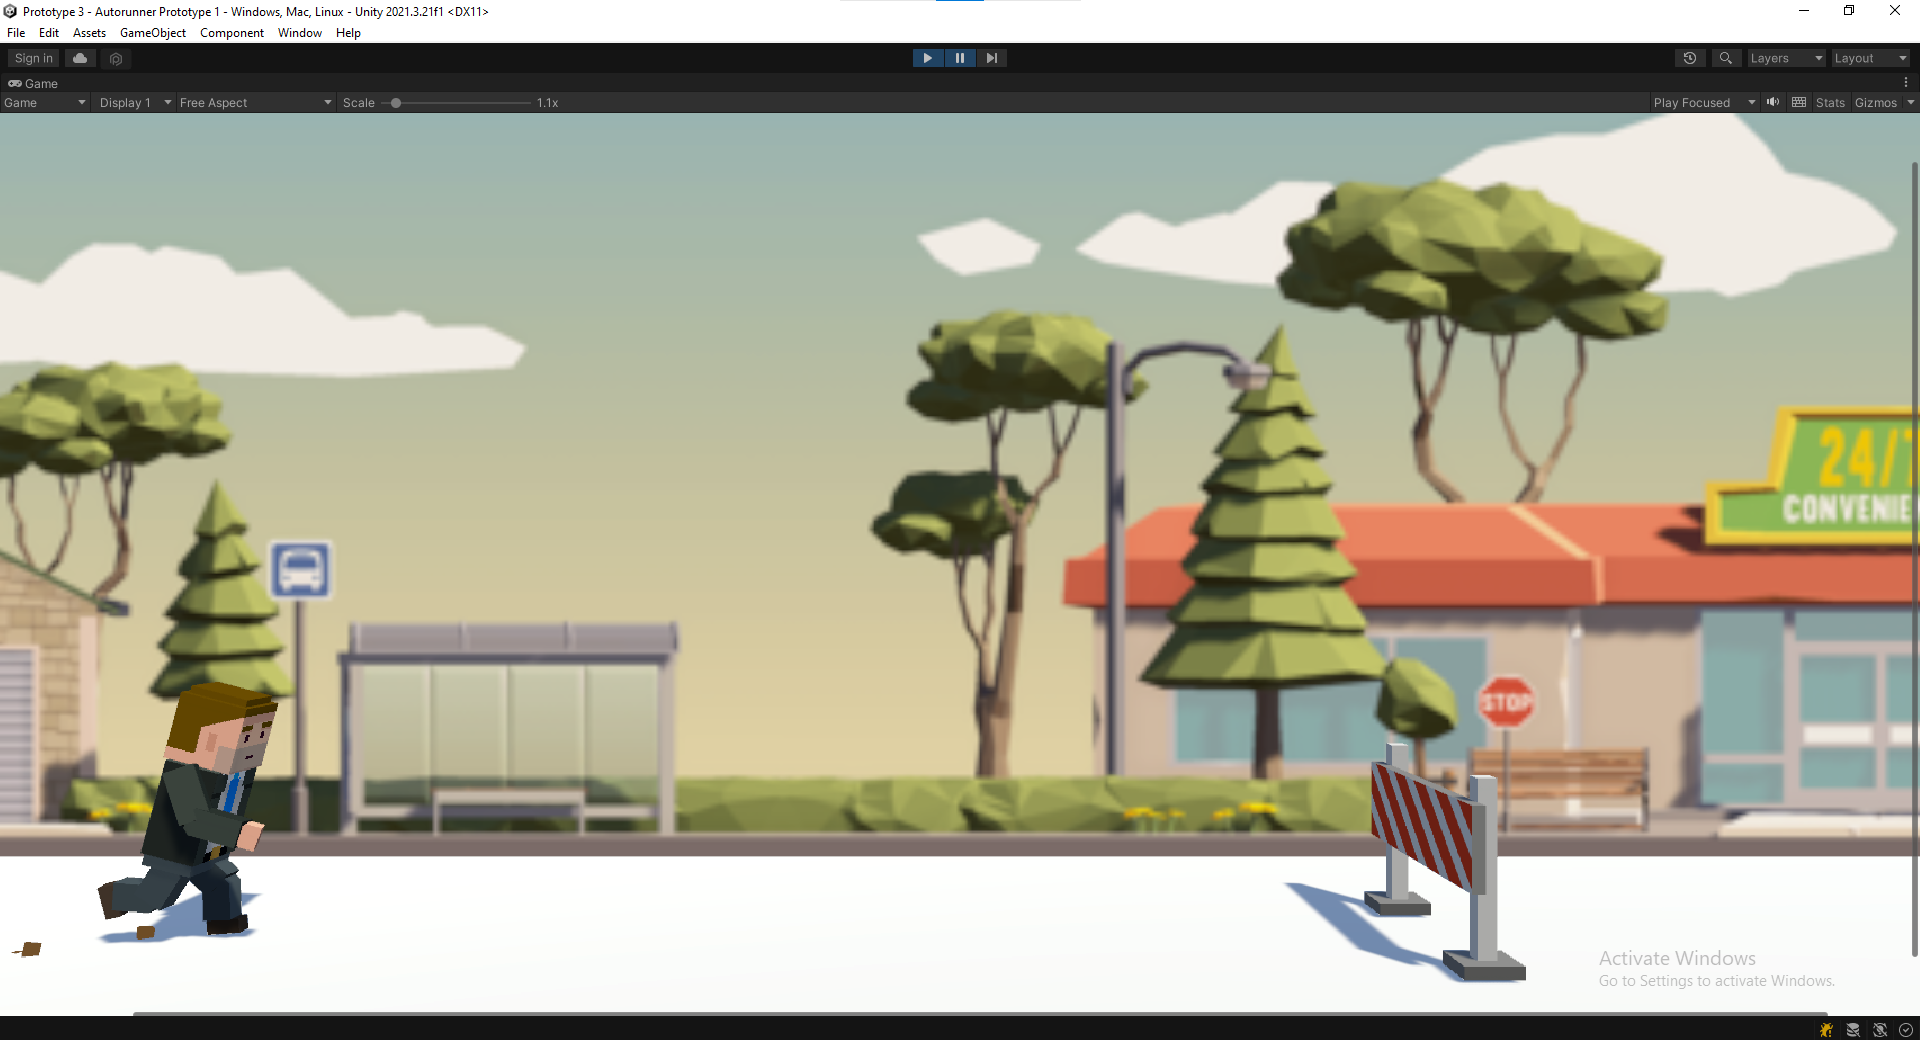 Prototype 3 - Autorunner Prototype 1 - Windows, Mac, Linux - Unity 2021.3.21f1 <DX11>
File Edit Assets GameObject Component Window Help
Sign in Layers Layout
Game
Game Display 1 Free Aspect Scale 1.1x Play Focused Stats Gizmos
24/7
CONVENIE
STOP
Activate Windows
Go to Settings to activate Windows.